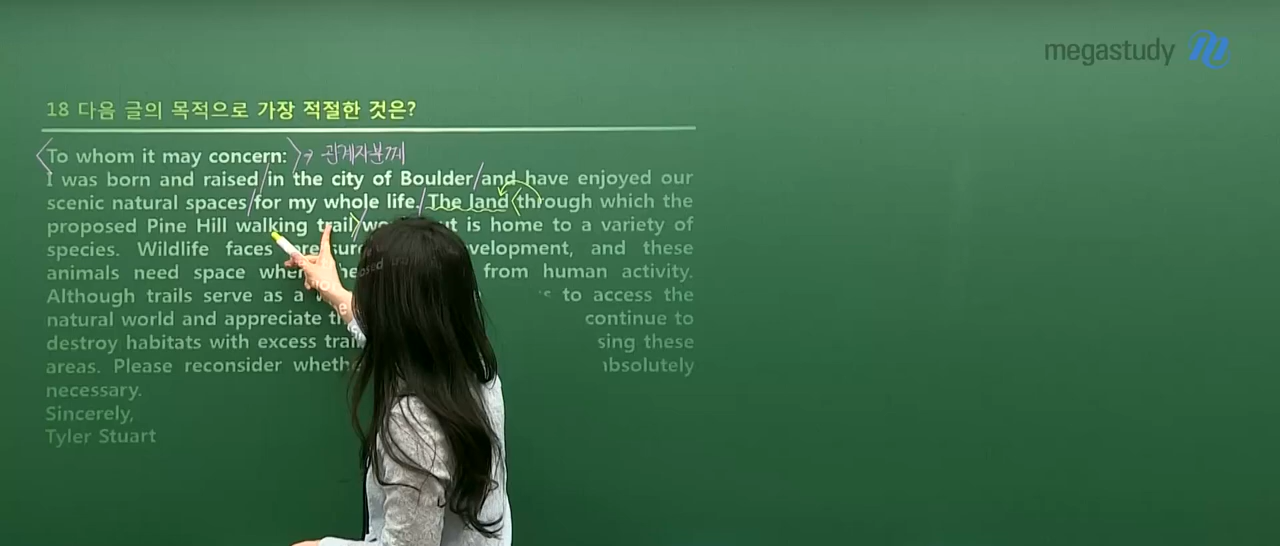 megastudy
18 다음 글의 목적으로 가장 적절한 것은?
To whom it may concern: → 관계자분께
I was born and raised in the city of Boulder and have enjoyed our
scenic natural spaces for my whole life. The land through which the
proposed Pine Hill walking trail is home to a variety of
species. Wildlife faces and these
animals need space from human activity.
Although trails serve as a to access the
natural world and appreciate continue to
destroy habitats with excess these
areas. Please reconsider absolutely
necessary.
Sincerely,
Tyler Stuart